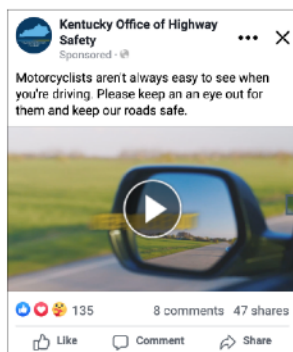 Kentucky Office of Highway
Safety
Sponsored ·
Motorcyclists aren't always easy to see when
you're driving. Please keep an an eye out for
them and keep our roads safe.
135
8 comments 47 shares
Like
Comment
Share